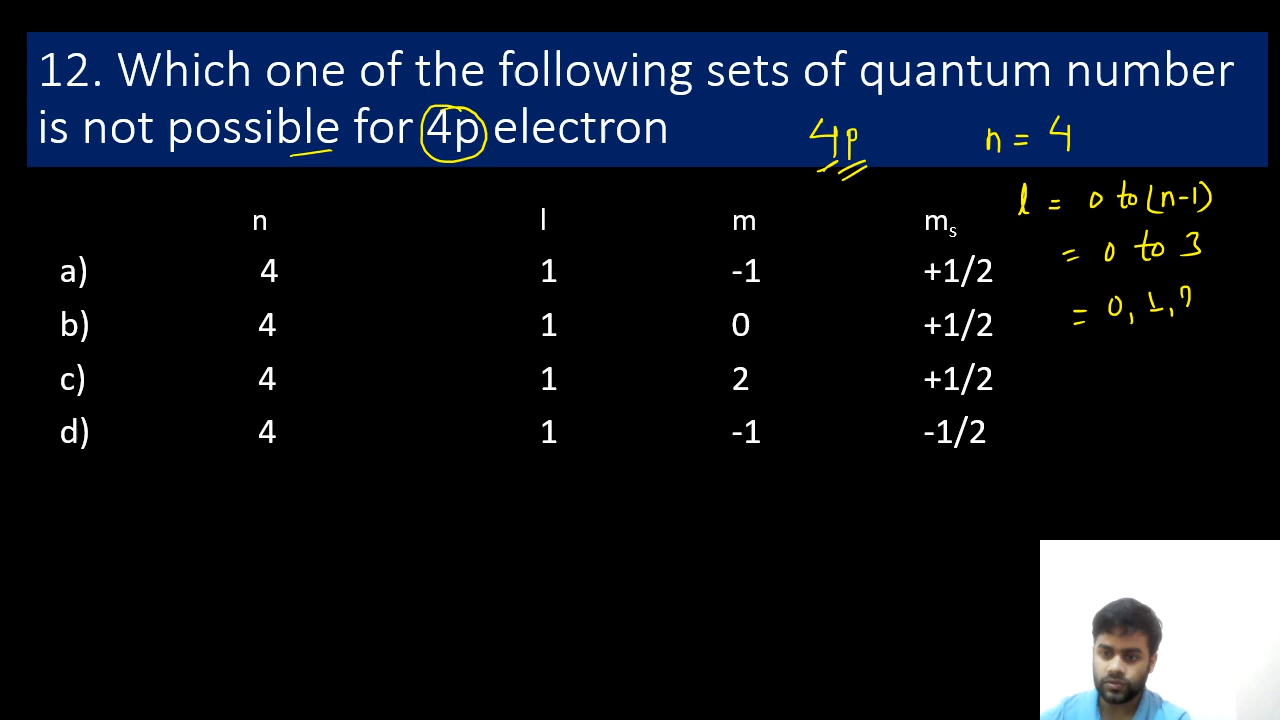 12. Which one of the following sets of quantum number
is not possible for 4p electron
4p n = 4
l = 0 to (n-1)
= 0 to 3
= 0, 1,
n l m ms
a) 4 1 -1 +1/2
b) 4 1 0 +1/2
c) 4 1 2 +1/2
d) 4 1 -1 -1/2